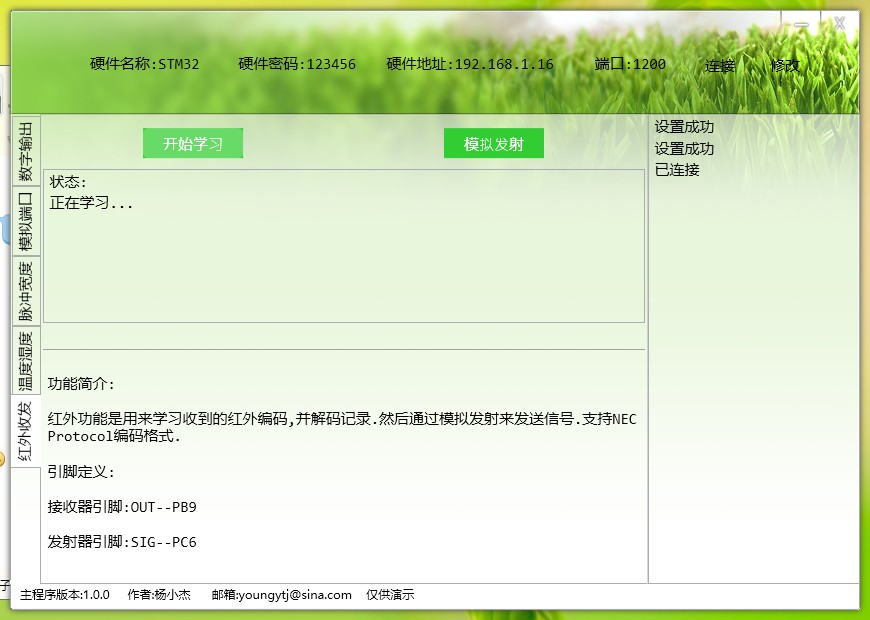 硬件名称:STM32 硬件密码:123456 硬件地址:192.168.1.16 端口:1200 连接 修改
数字输出
模拟端口
脉冲宽度
温度湿度
红外收发
开始学习 模拟发射
状态:
正在学习...
设置成功
设置成功
已连接
功能简介:
红外功能是用来学习收到的红外编码,并解码记录.然后通过模拟发射来发送信号.支持NEC
Protocol编码格式.
引脚定义:
接收器引脚:OUT--PB9
发射器引脚:SIG--PC6
子
主程序版本:1.0.0 作者:杨小杰 邮箱:youngytj@sina.com 仅供演示